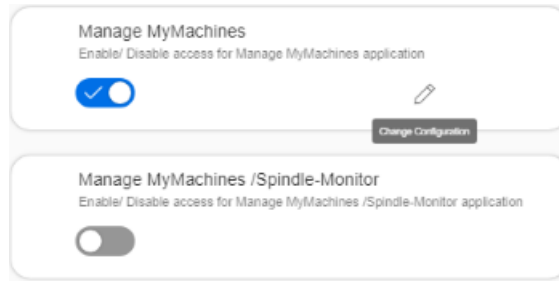 Manage MyMachines
Enable/ Disable access for Manage MyMachines application
Change Configuration
Manage MyMachines /Spindle-Monitor
Enable/ Disable access for Manage MyMachines /Spindle-Monitor application